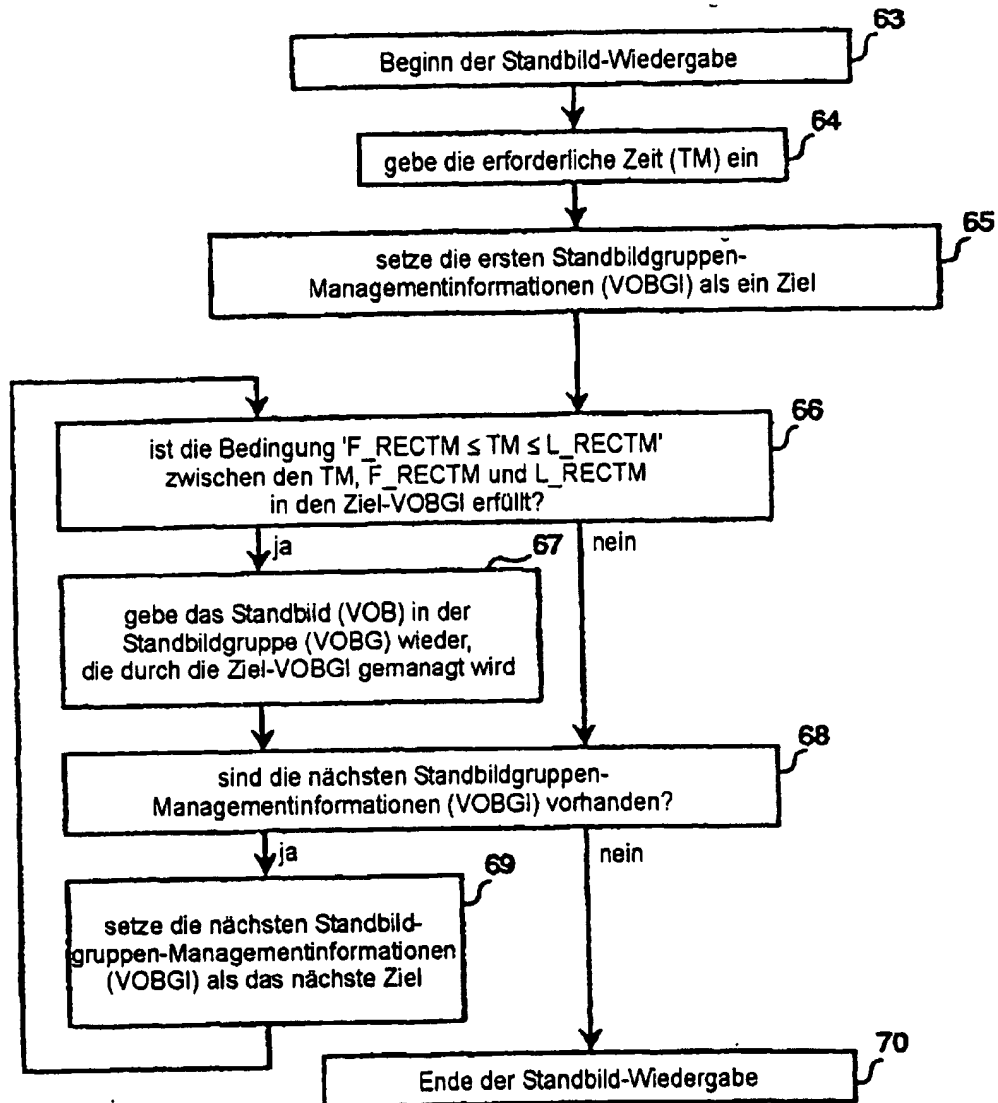 63
Beginn der Standbild-Wiedergabe
64
gebe die erforderliche Zeit (TM) ein
65
setze die ersten Standbildgruppen-
Managementinformationen (VOBGI) als ein Ziel
66
ist die Bedingung 'F_RECTM ≤ TM ≤ L_RECTM'
zwischen den TM, F_RECTM und L_RECTM
in den Ziel-VOBGI erfüllt?
ja
nein
67
gebe das Standbild (VOB) in der
Standbildgruppe (VOBG) wieder,
die durch die Ziel-VOBGI gemanagt wird
68
sind die nächsten Standbildgruppen-
Managementinformationen (VOBGI) vorhanden?
ja
nein
69
setze die nächsten Standbild-
gruppen-Managementinformationen
(VOBGI) als das nächste Ziel
70
Ende der Standbild-Wiedergabe